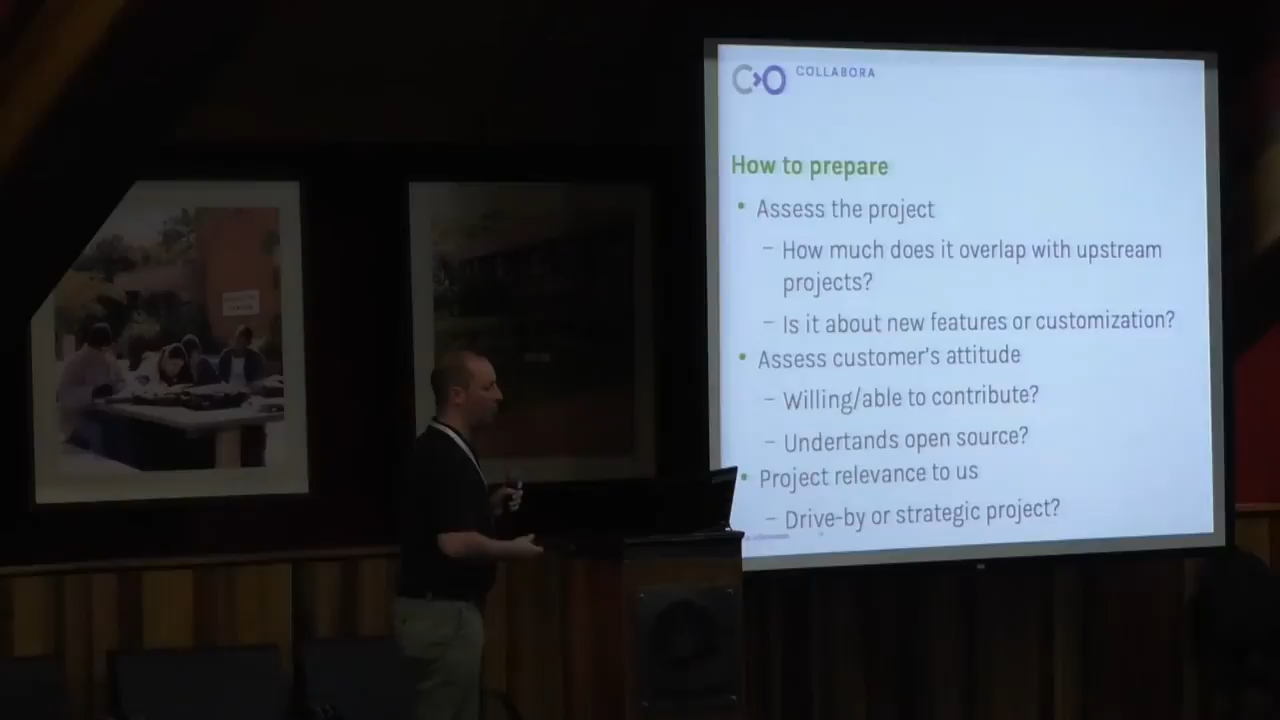 COLLABORA
How to prepare
• Assess the project
– How much does it overlap with upstream
projects?
– Is it about new features or customization?
• Assess customer's attitude
– Willing/able to contribute?
– Undertands open source?
• Project relevance to us
– Drive-by or strategic project?